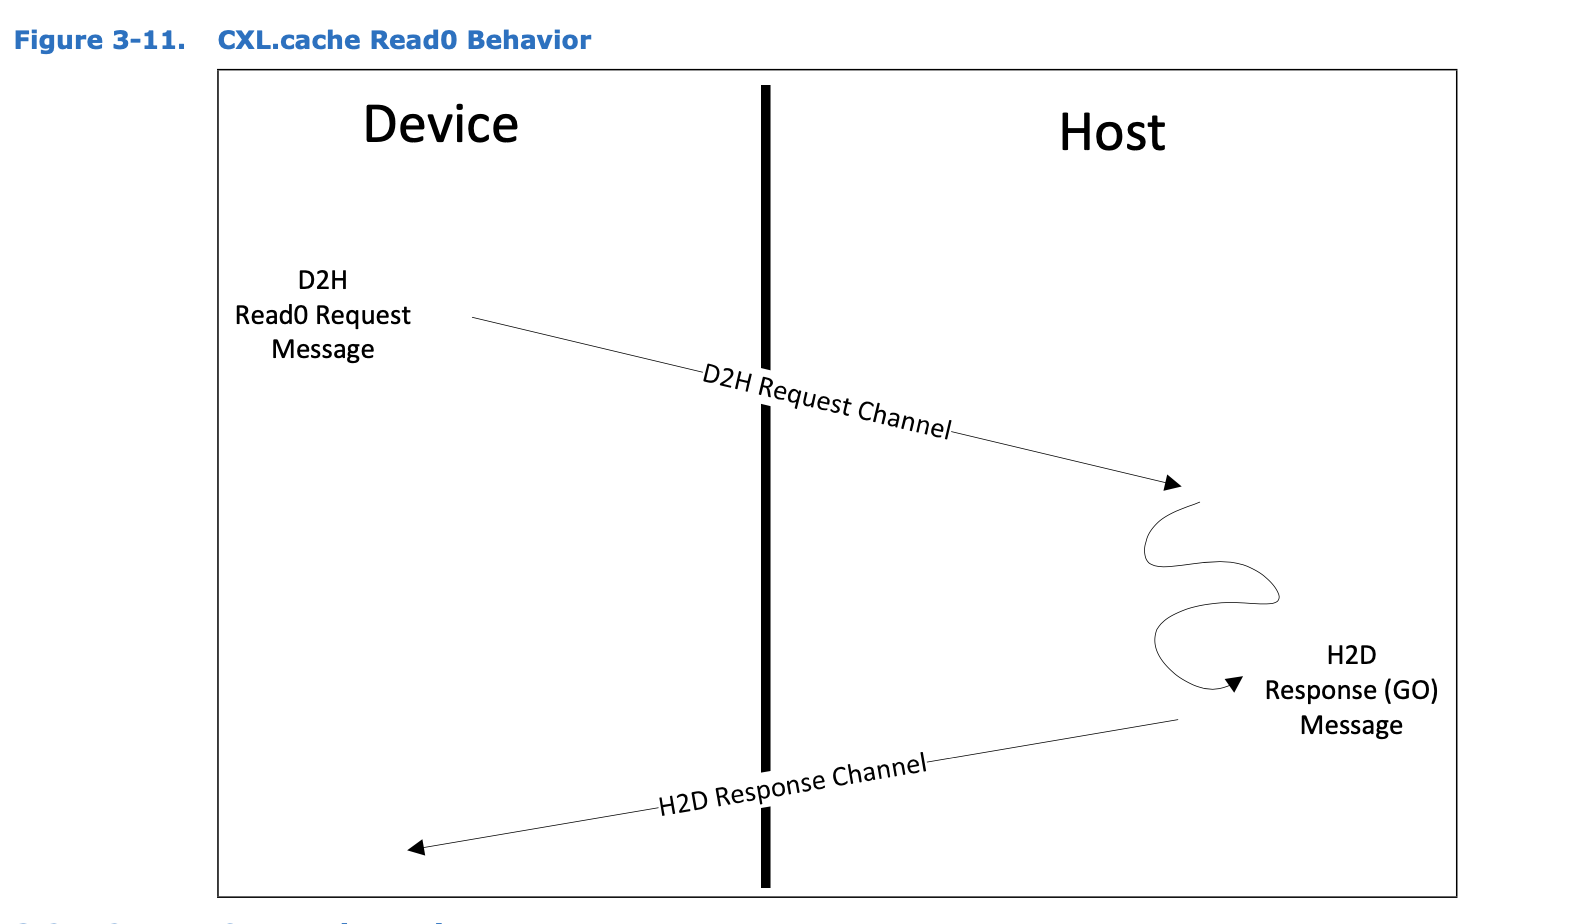 Figure 3-11. CXL.cache Read0 Behavior
Device
Host
D2H
Read0 Request
Message
D2H Request Channel
H2D
Response (GO)
Message
H2D Response Channel